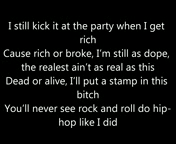 I still kick it at the party when I get
rich
Cause rich or broke, I'm still as dope,
the realest ain't as real as this
Dead or alive, I'll put a stamp in this
bitch
You'll never see rock and roll do hip-
hop like I did